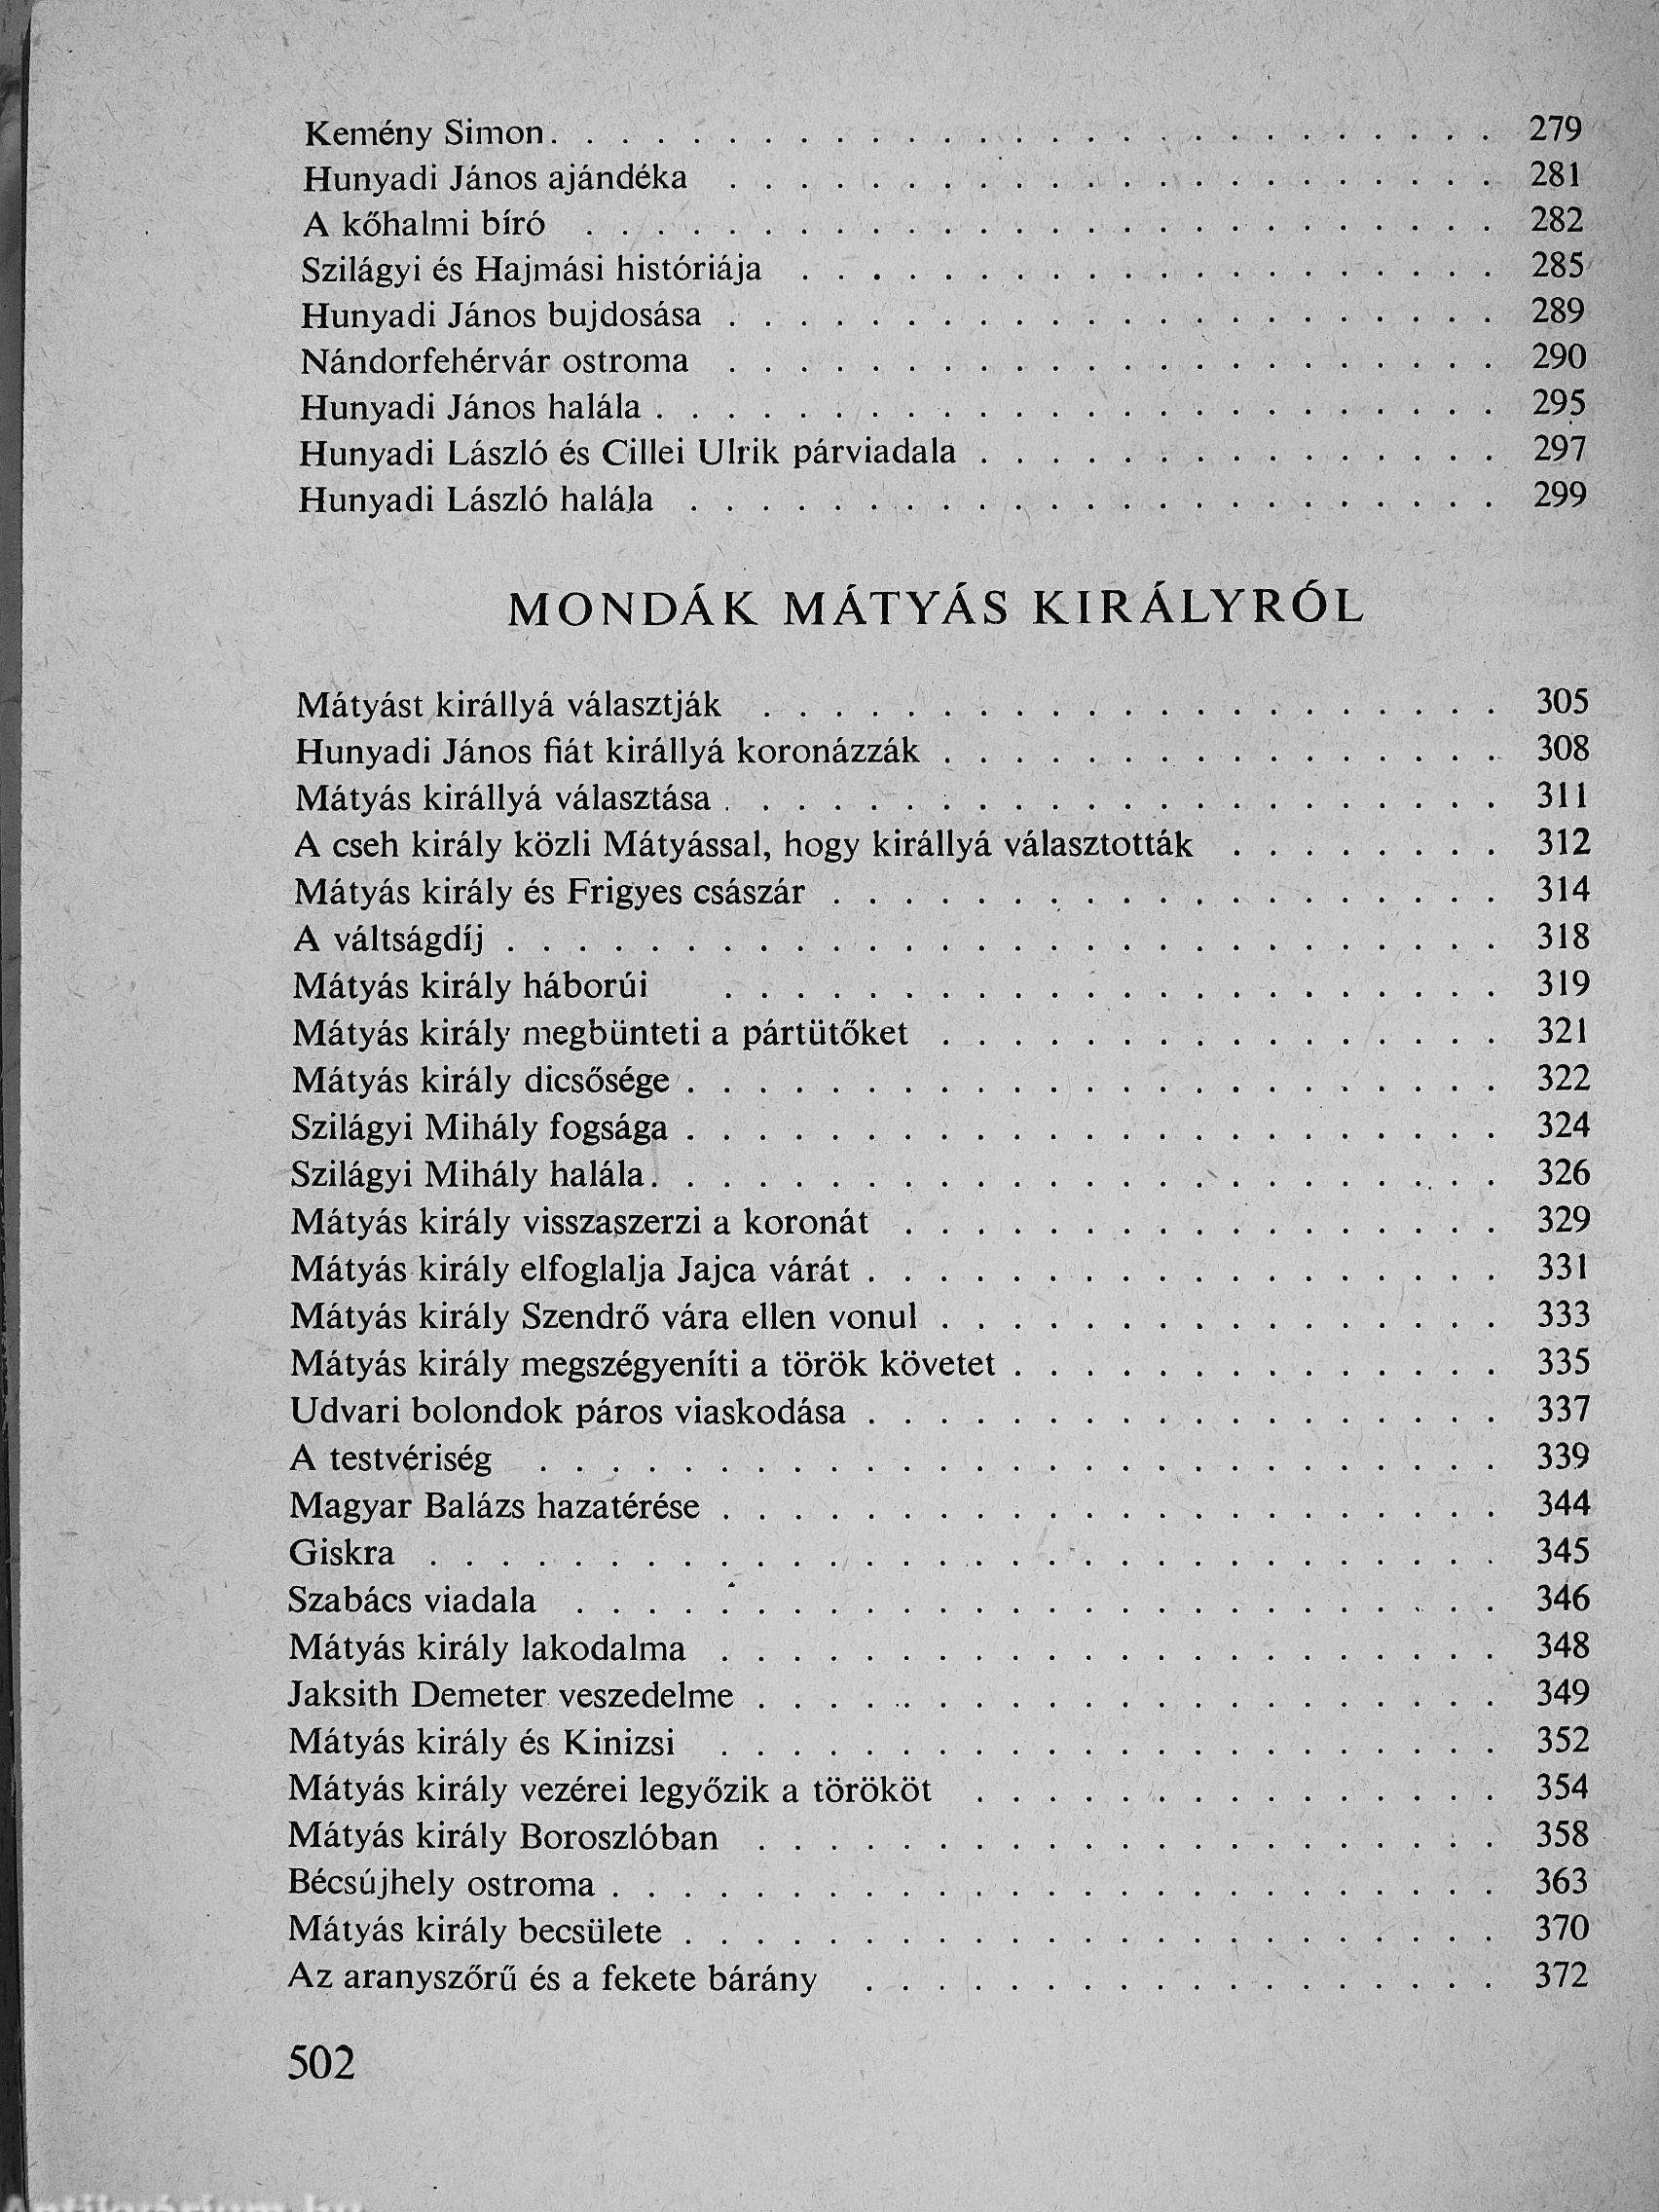 Kemény Simon. . . . . . . . . . . . . . . . . . . . . . . . . . . 279
Hunyadi János ajándéka . . . . . . . . . . . . . . . . . . . . . . 281
A kőhalmi bíró . . . . . . . . . . . . . . . . . . . . . . . . . . 282
Szilágyi és Hajmási históriája . . . . . . . . . . . . . . . . . . . . 285
Hunyadi János bujdosása . . . . . . . . . . . . . . . . . . . . . . 289
Nándorfehérvár ostroma . . . . . . . . . . . . . . . . . . . . . . 290
Hunyadi János halála . . . . . . . . . . . . . . . . . . . . . . . . 295
Hunyadi László és Cillei Ulrik párviadala . . . . . . . . . . . . . . . 297
Hunyadi László halála . . . . . . . . . . . . . . . . . . . . . . . 299
MONDÁK MÁTYÁS KIRÁLYRÓL
Mátyást királlyá választják . . . . . . . . . . . . . . . . . . . . . 305
Hunyadi János fiát királlyá koronázzák . . . . . . . . . . . . . . . . 308
Mátyás királlyá választása . . . . . . . . . . . . . . . . . . . . . . 311
A cseh király közli Mátyással, hogy királlyá választották . . . . . . . . 312
Mátyás király és Frigyes császár . . . . . . . . . . . . . . . . . . . 314
A váltságdíj . . . . . . . . . . . . . . . . . . . . . . . . . . . . 318
Mátyás király háborúi . . . . . . . . . . . . . . . . . . . . . . 319
Mátyás király megbünteti a pártütőket . . . . . . . . . . . . . . . . 321
Mátyás király dicsősége . . . . . . . . . . . . . . . . . . . . . . . 322
Szilágyi Mihály fogsága . . . . . . . . . . . . . . . . . . . . . . . 324
Szilágyi Mihály halála. . . . . . . . . . . . . . . . . . . . . . . . 326
Mátyás király visszaszerzi a koronát . . . . . . . . . . . . . . . . . 329
Mátyás király elfoglalja Jajca várát . . . . . . . . . . . . . . . . . . 331
Mátyás király Szendrő vára ellen vonul . . . . . . . . . . . . . . . . 333
Mátyás király megszégyeníti a török követet . . . . . . . . . . . . . . 335
Udvari bolondok páros viaskodása . . . . . . . . . . . . . . . . . . 337
A testvériség . . . . . . . . . . . . . . . . . . . . . . . . . . . 339
Magyar Balázs hazatérése . . . . . . . . . . . . . . . . . . . . . . 344
Giskra . . . . . . . . . . . . . . . . . . . . . . . . . . . . . . 345
Szabács viadala . . . . . . . . . . . . . . . . . . . . . . . . . . 346
Mátyás király lakodalma . . . . . . . . . . . . . . . . . . . . . . 348
Jaksith Demeter veszedelme . . . . . . . . . . . . . . . . . . . . . 349
Mátyás király és Kinizsi . . . . . . . . . . . . . . . . . . . . . . 352
Mátyás király vezérei legyőzik a törököt . . . . . . . . . . . . . . . 354
Mátyás király Boroszlóban . . . . . . . . . . . . . . . . . . . . . 358
Bécsújhely ostroma . . . . . . . . . . . . . . . . . . . . . . . . . 363
Mátyás király becsülete . . . . . . . . . . . . . . . . . . . . . . . 370
Az aranyszőrű és a fekete bárány . . . . . . . . . . . . . . . . . . 372
502